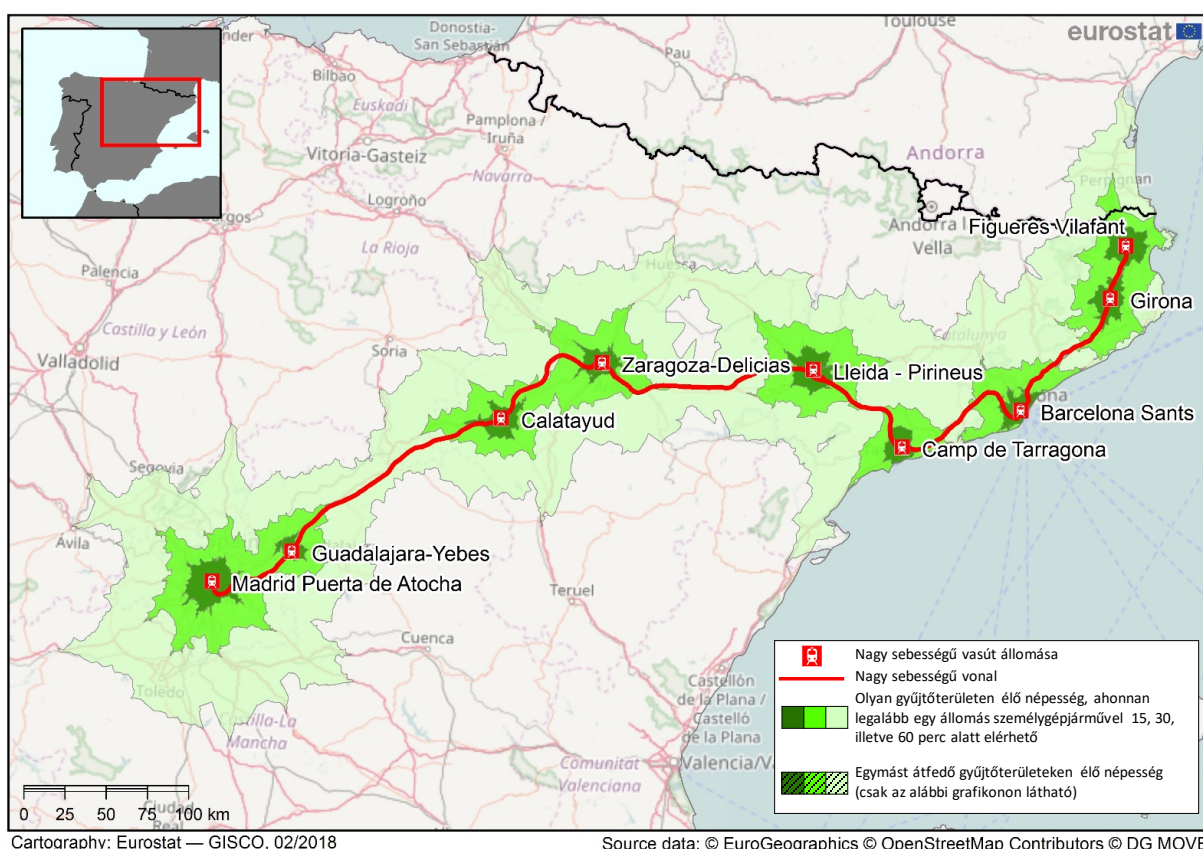 Donostia-
San Sebastián
Toulouse
eurostat
Bilbao
Pau
Euskadi
Pamplona /
Iruña
Vitoria-Gasteiz
Navarra
Andorra
Perpignan
Logroño
Burgos
Andorra la
Vella
Figueres Vilafant
La Rioja
Huesca
Palencia
Girona
Castilla y León
Catalunya
Soria
Valladolid
Zaragoza-Delicias
Lleida - Pirineus
Barcelona Sants
Calatayud
Camp de Tarragona
Segovia
Ávila
Guadalajara-Yebes
Madrid Puerta de Atocha
Teruel
Cuenca
Toledo
Castilla-La
Mancha
Castellón
de la Plana /
Castelló
de la Plana
Comunitat
Valenciana
Valencia/
Ciudad
Real
0 25 50 75 100 km
Nagy sebességű vasút állomása
Nagy sebességű vonal
Olyan gyűjtőterületen élő népesség, ahonnan
legalább egy állomás személygépjárművel 15, 30,
illetve 60 perc alatt elérhető
Egymást átfedő gyűjtőterületeken élő népesség
(csak az alábbi grafikonon látható)
Cartography: Eurostat — GISCO, 02/2018
Source data: © EuroGeographics © OpenStreetMap Contributors © DG MOVE